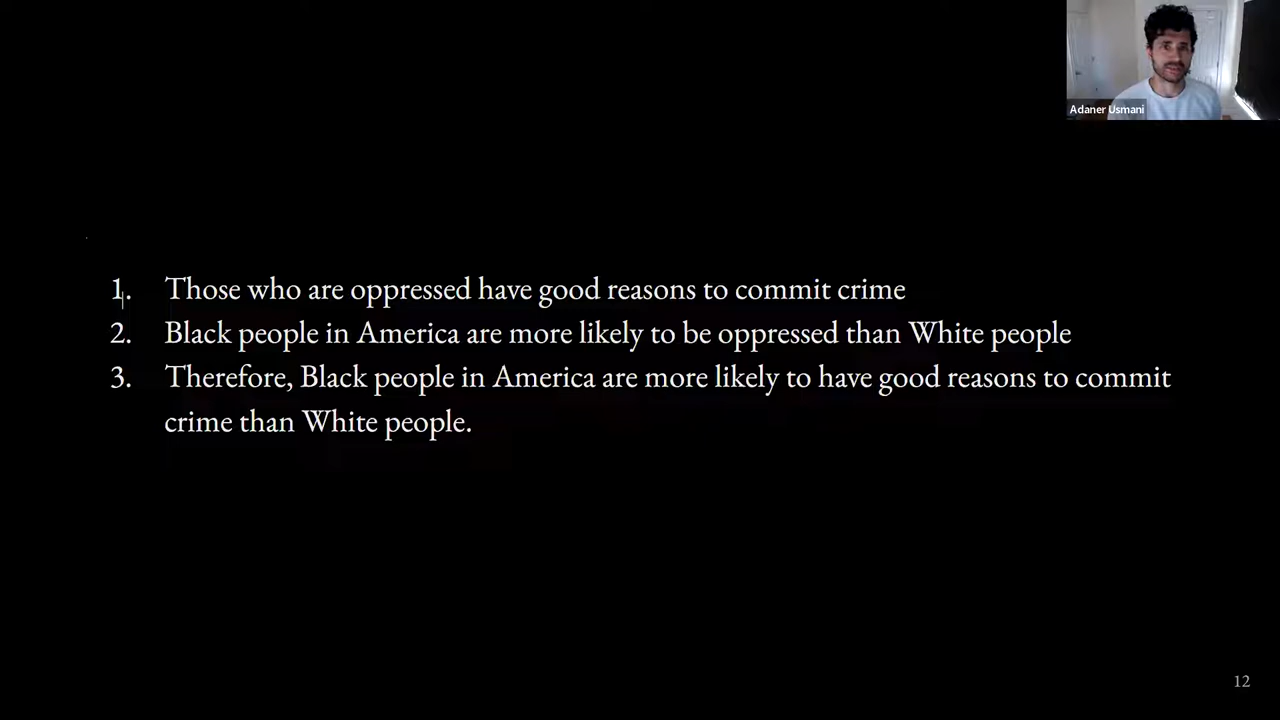 Adaner Usmani
1. Those who are oppressed have good reasons to commit crime
2. Black people in America are more likely to be oppressed than White people
3. Therefore, Black people in America are more likely to have good reasons to commit
crime than White people.
12